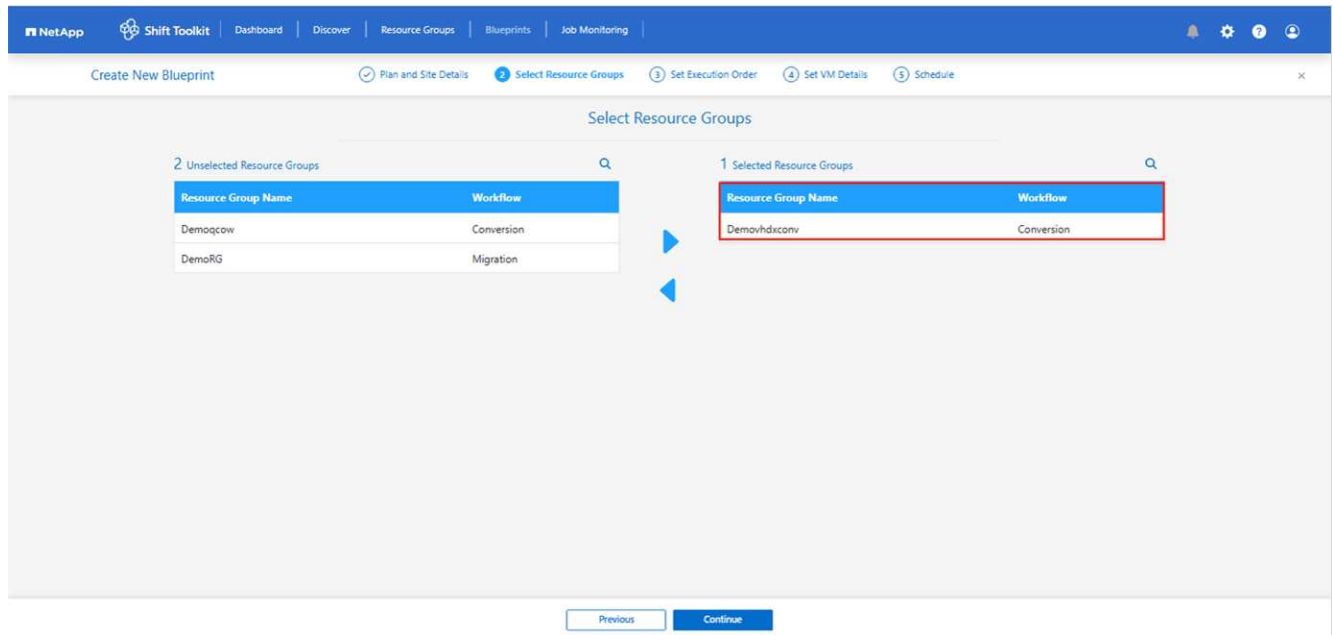 NetApp Shift Toolkit Dashboard Discover Resource Groups Blueprints Job Monitoring
Create New Blueprint Plan and Site Details 2 Select Resource Groups 3 Set Execution Order 4 Set VM Details 5 Schedule
Select Resource Groups
2 Unselected Resource Groups
Resource Group Name Workflow
Demoqcow Conversion
DemoRG Migration
1 Selected Resource Groups
Resource Group Name Workflow
Demovhdxconv Conversion
Previous Continue